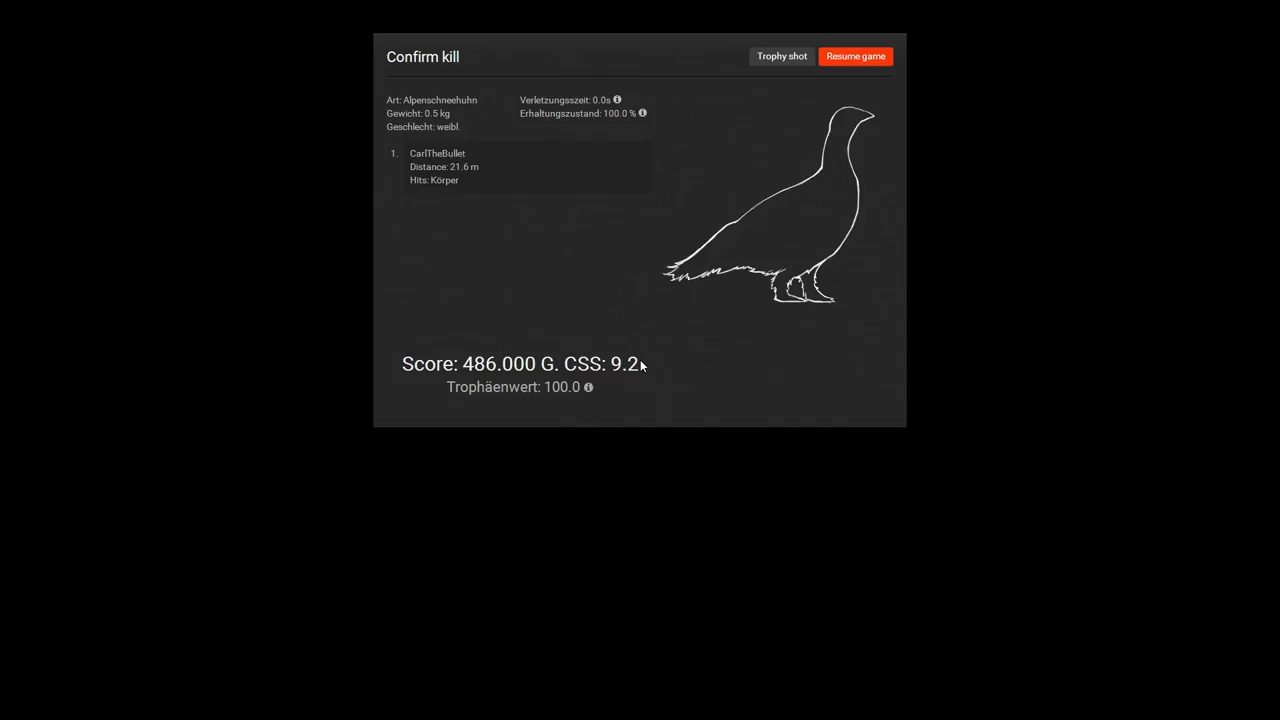 Confirm kill
Trophy shot
Resume game
Art: Alpenschneehuhn
Gewicht: 0.5 kg
Geschlecht: weibl.
Verletzungsszeit: 0.0s
Erhaltungszustand: 100.0 %
1.
CarlTheBullet
Distance: 21.6 m
Hits: Körper
Score: 486.000 G. CSS: 9.2
Trophäenwert: 100.0